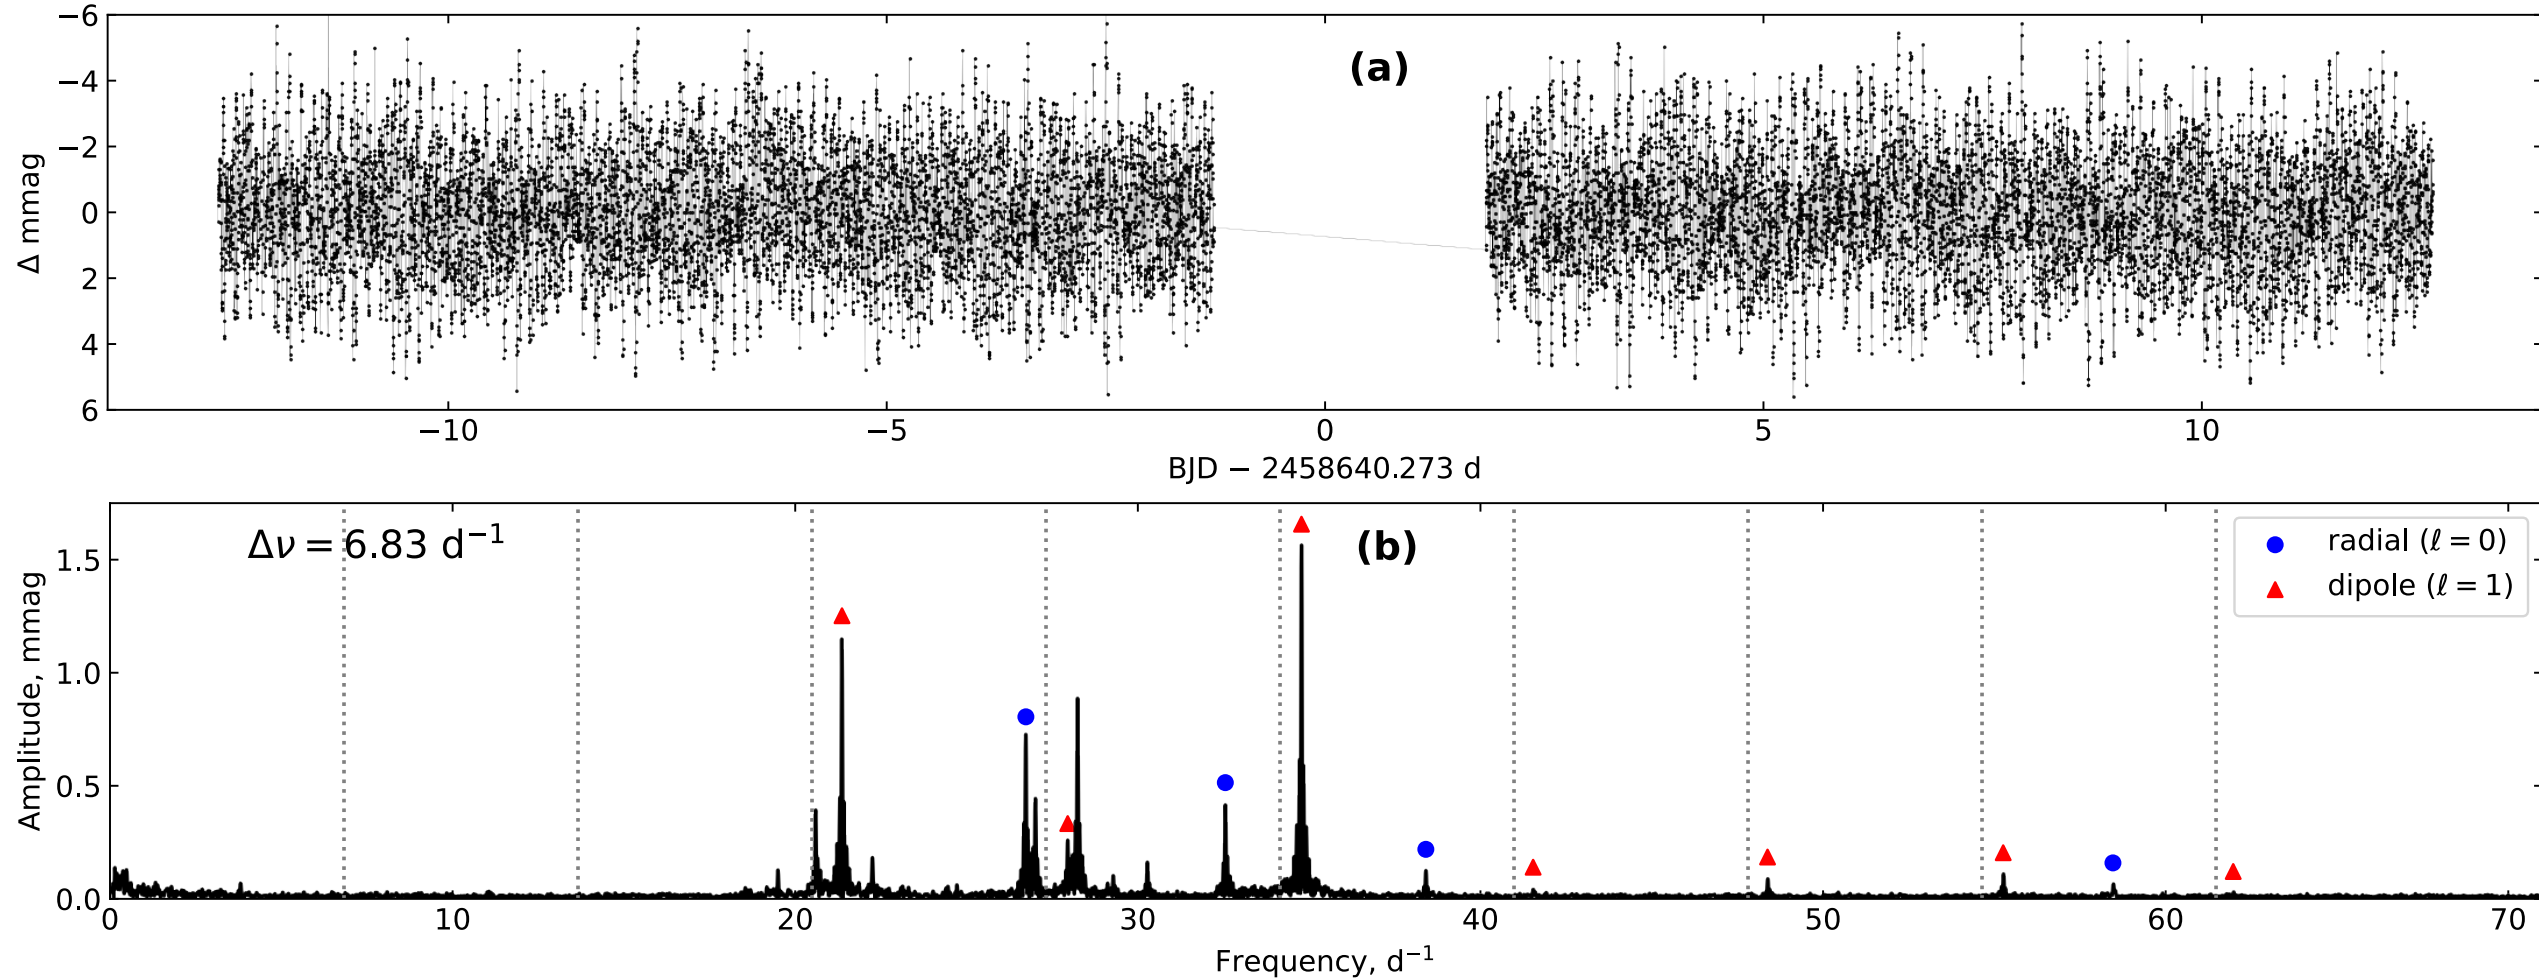 −6
−4
−2
0
2
4
6
Δ mmag
(a)
−10
−5
0
5
10
BJD − 2458640.273 d
Δν = 6.83 d⁻¹
(b)
radial (ℓ = 0)
dipole (ℓ = 1)
1.5
1.0
0.5
0.0
Amplitude, mmag
0
10
20
30
40
50
60
70
Frequency, d⁻¹